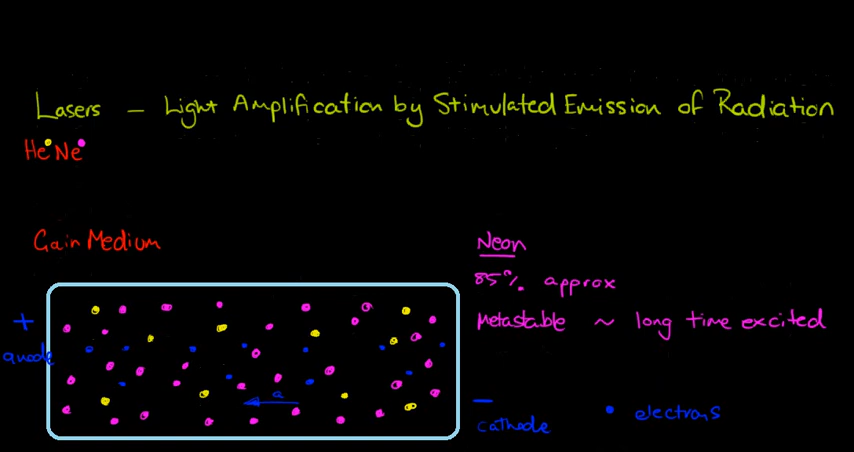 Lasers – Light Amplification by Stimulated Emission of Radiation
HeNe
Gain Medium
Neon
85% approx
Metastable ~ long time excited
+
anode
a
–
cathode
electrons